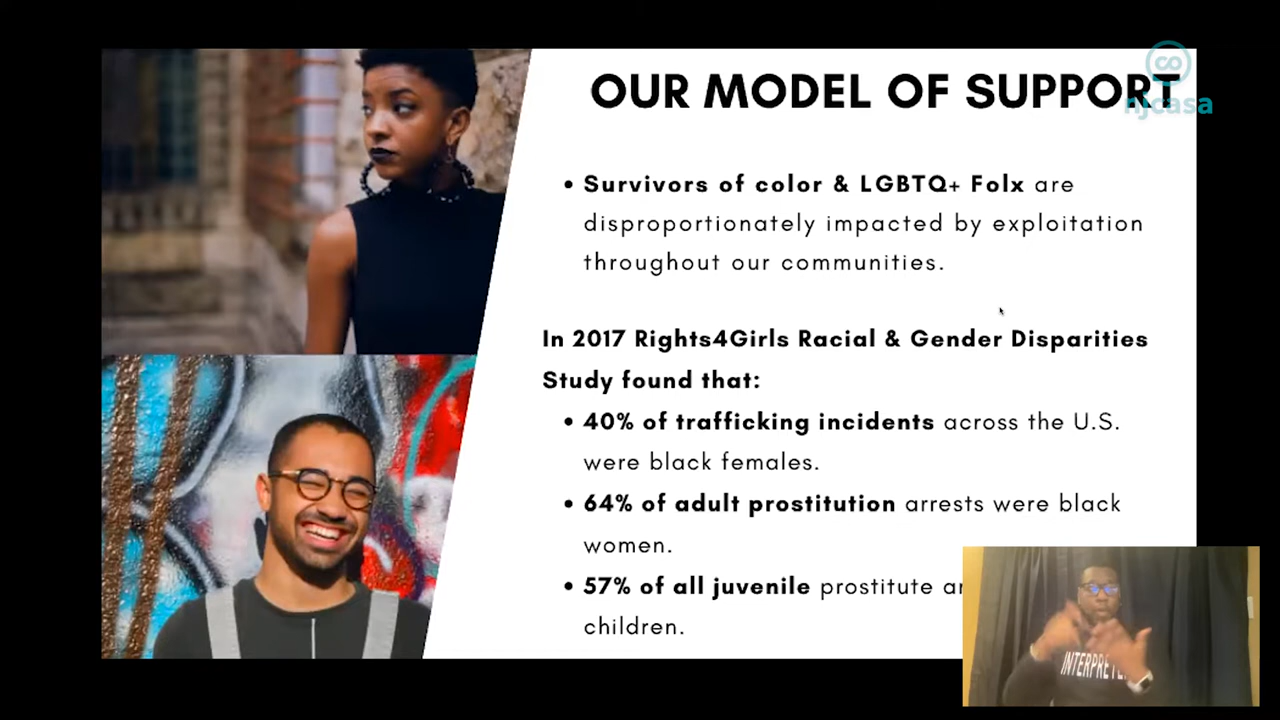 OUR MODEL OF SUPPORT
njcasa
• Survivors of color & LGBTQ+ Folx are
disproportionately impacted by exploitation
throughout our communities.
In 2017 Rights4Girls Racial & Gender Disparities
Study found that:
• 40% of trafficking incidents across the U.S.
were black females.
• 64% of adult prostitution arrests were black
women.
• 57% of all juvenile prostitute
children.